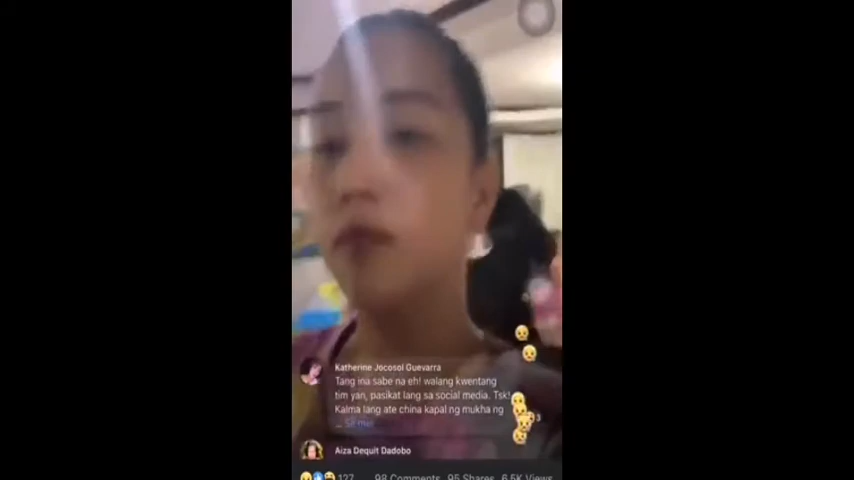 Katherine Jocosol Guevarra
Tang ina sabe na eh! walang kwentang
tim yan, pasikat lang sa social media. Tsk!
Kalma lang ate china kapal ng mukha ng
Aiza Dequit Dadobo
127 98 Comments 95 Shares 6.5K Views